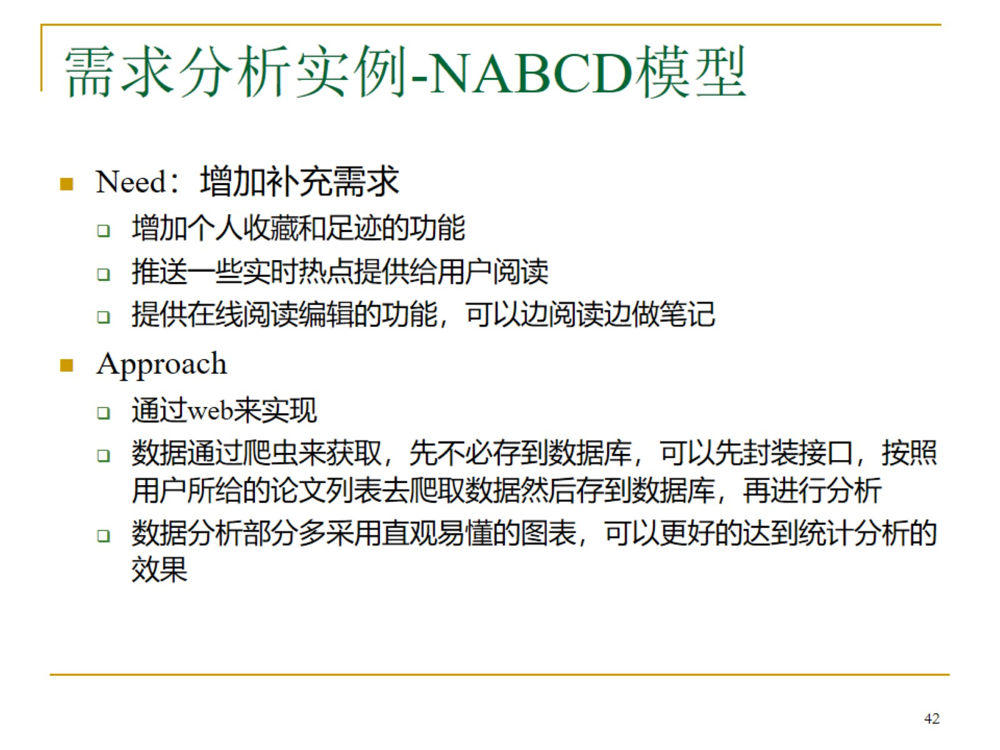 需求分析实例-NABCD模型
Need：增加补充需求
增加个人收藏和足迹的功能
推送一些实时热点提供给用户阅读
提供在线阅读编辑的功能，可以边阅读边做笔记
Approach
通过web来实现
数据通过爬虫来获取，先不必存到数据库，可以先封装接口，按照
用户所给的论文列表去爬取数据然后存到数据库，再进行分析
数据分析部分多采用直观易懂的图表，可以更好的达到统计分析的
效果
42